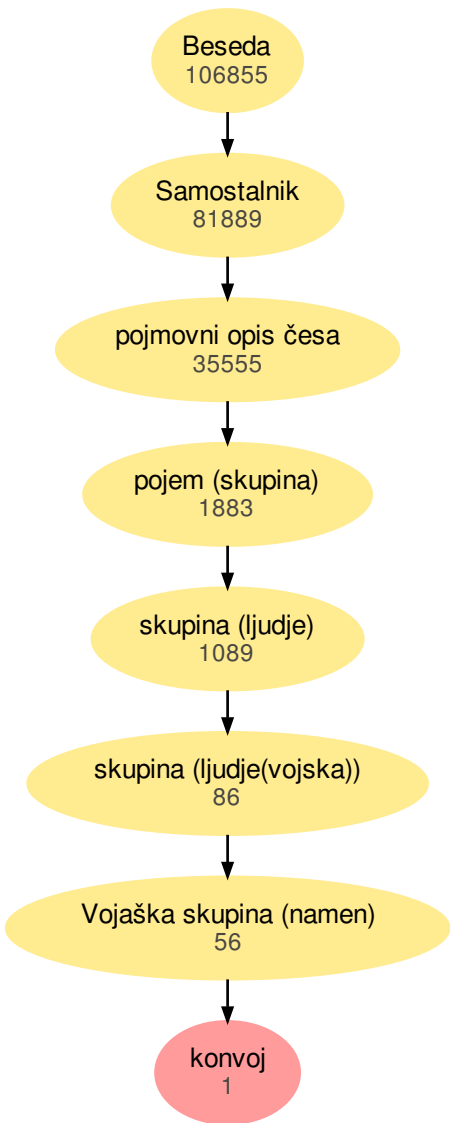 Beseda
106855
Samostalnik
81889
pojmovni opis česa
35555
pojem (skupina)
1883
skupina (ljudje)
1089
skupina (ljudje(vojska))
86
Vojaška skupina (namen)
56
konvoj
1